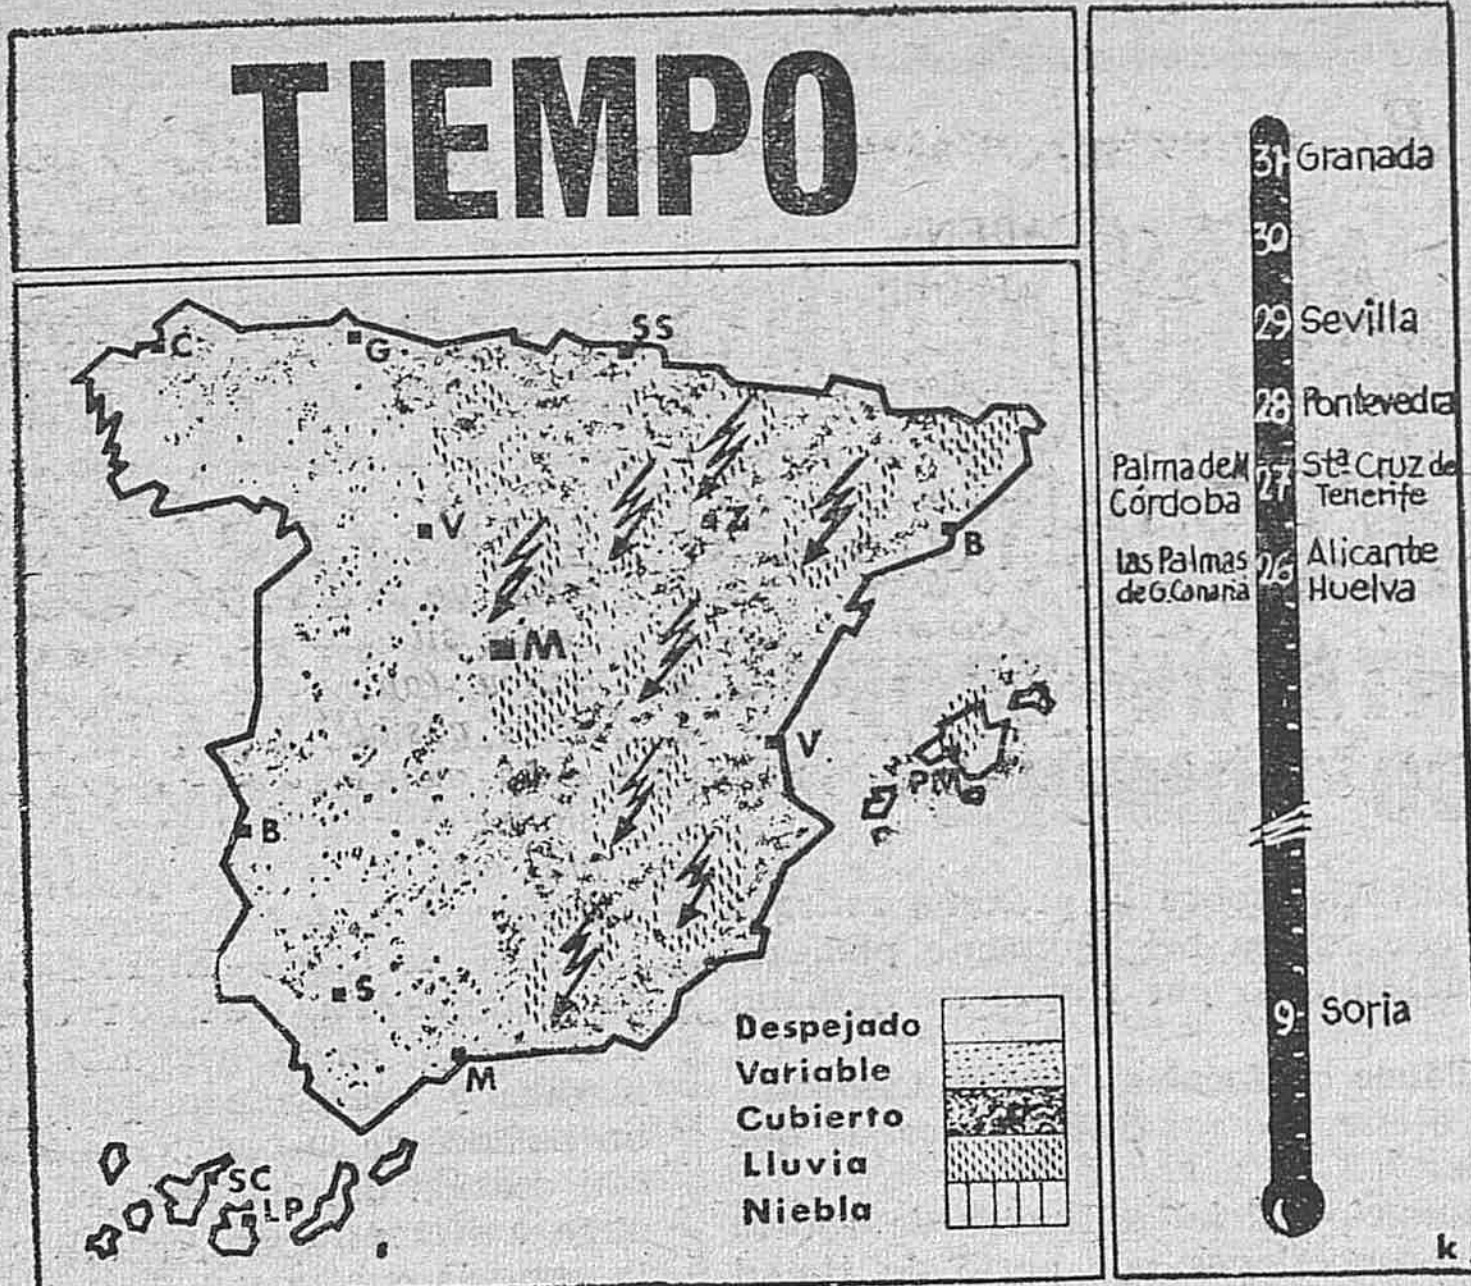 TIEMPO
C
G
SS
V
Z
B
M
V
PM
B
S
M
SC
LP
Despejado
Variable
Cubierto
Lluvia
Niebla
31 Granada
30
29 Sevilla
28 Pontevedra
Palma de M 27 Stª Cruz de
Córdoba Tenerife
Las Palmas 26 Alicante
de G. Canaria Huelva
9 Soria
k